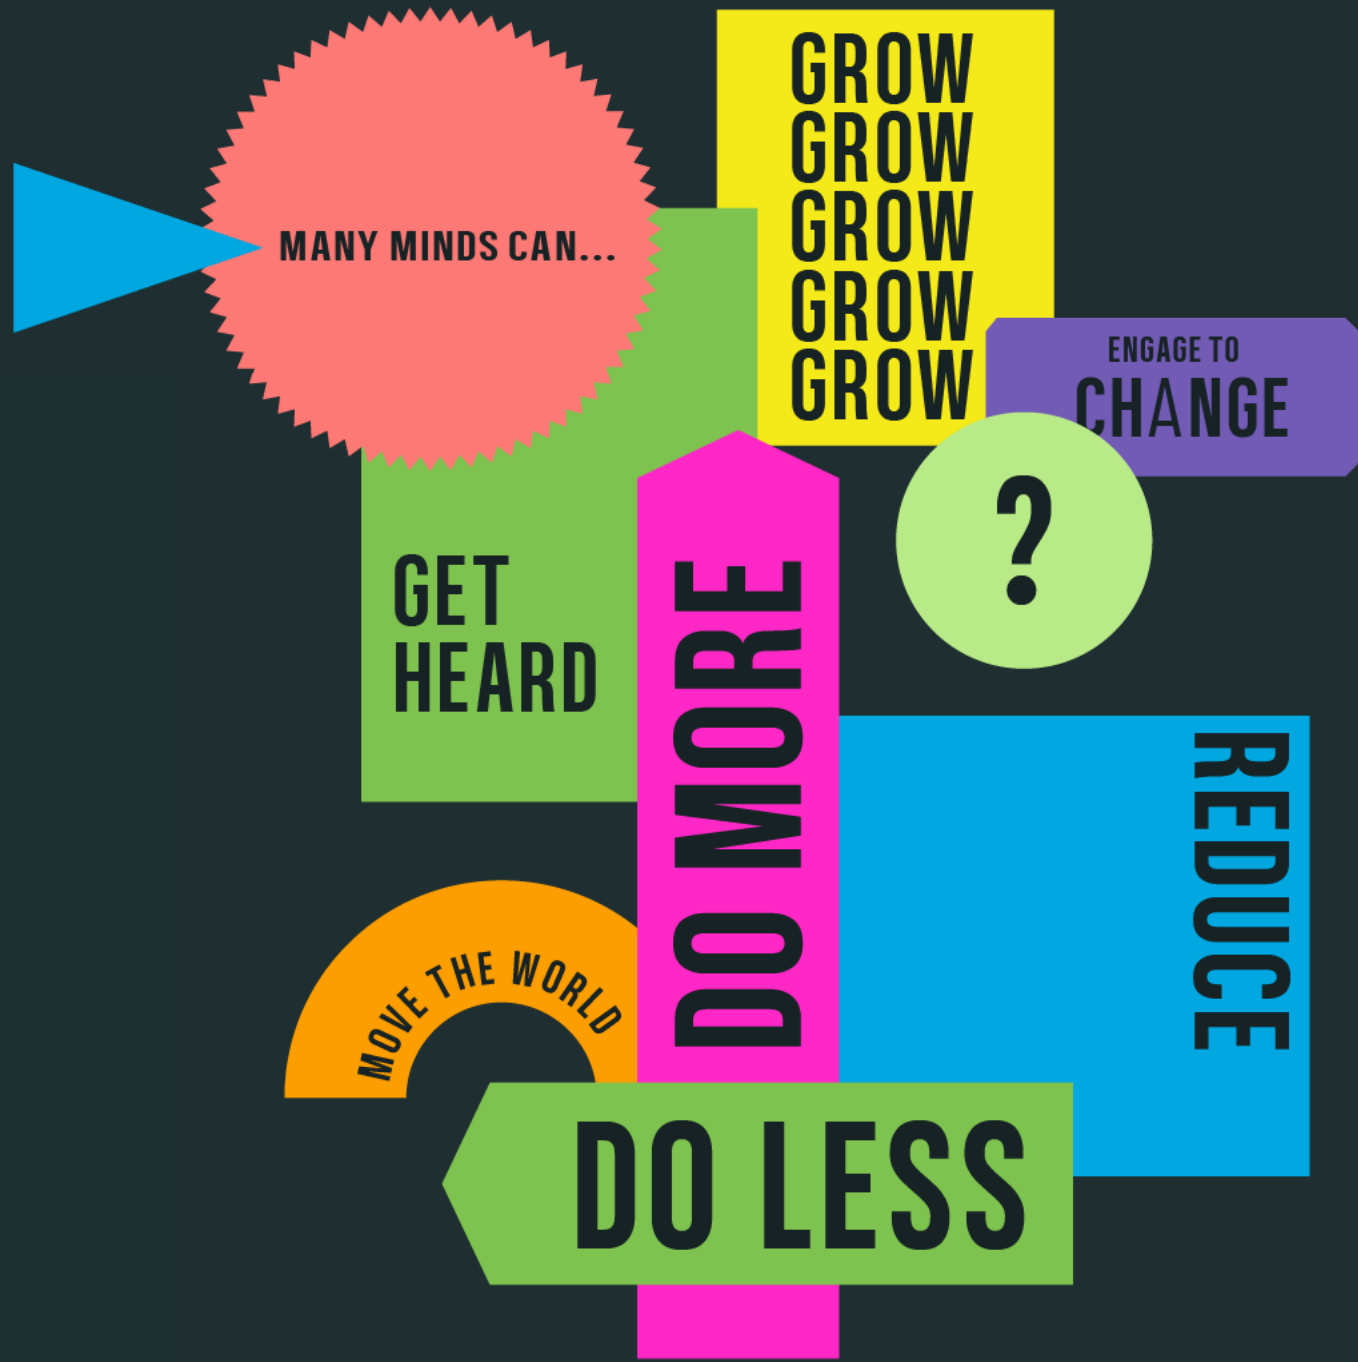 MANY MINDS CAN...
GROW
GROW
GROW
GROW
GROW
ENGAGE TO
CHANGE
?
GET
HEARD
DO MORE
REDUCE
MOVE THE WORLD
DO LESS